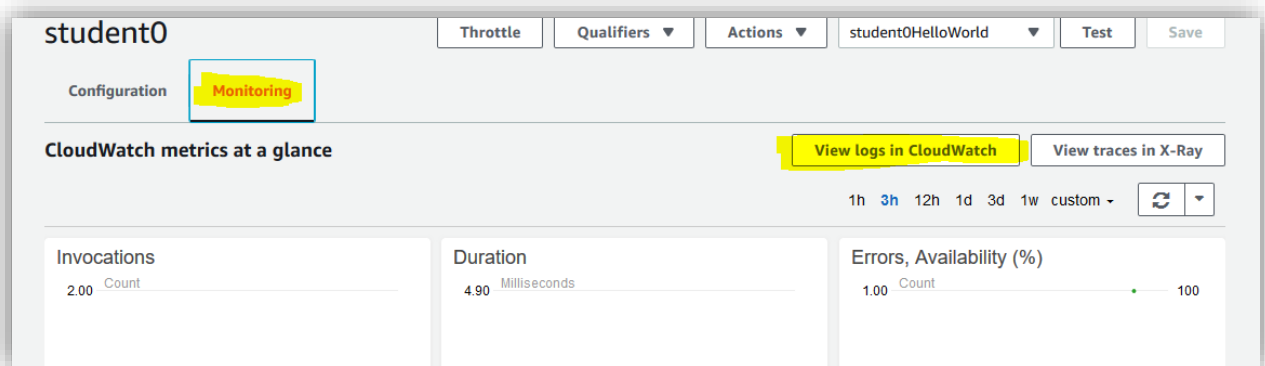 student0
Throttle Qualifiers ▼ Actions ▼ student0HelloWorld ▼ Test Save
Configuration Monitoring
CloudWatch metrics at a glance View logs in CloudWatch View traces in X-Ray
1h 3h 12h 1d 3d 1w custom
Invocations Duration Errors, Availability (%)
2.00 Count 4.90 Milliseconds 1.00 Count 100